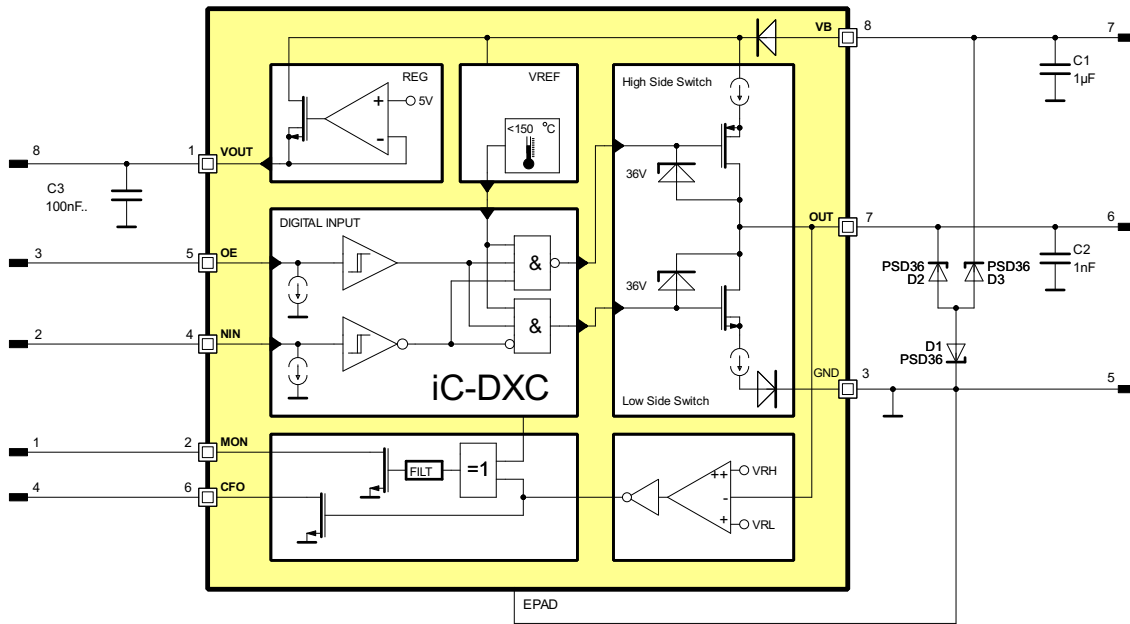 VB
8
7
REG
VREF
High Side Switch
C1
1µF
5V
+
-
<150 °C
8
1
VOUT
36V
C3
100nF..
DIGITAL INPUT
OUT
7
6
3
5
OE
&
C2
1nF
PSD36
D2
PSD36
D3
36V
&
2
4
NIN
D1
PSD36
iC-DXC
GND
3
5
Low Side Switch
1
2
MON
FILT
=1
++
VRH
-
4
6
CFO
+
VRL
EPAD